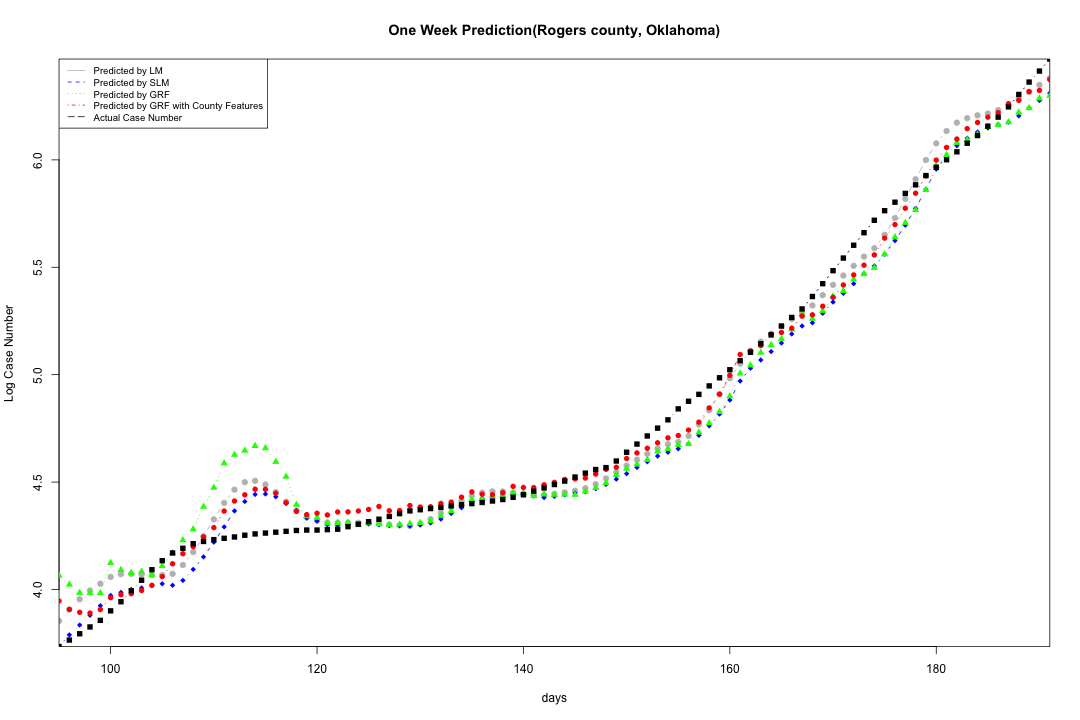 One Week Prediction(Rogers county, Oklahoma)
Predicted by LM
Predicted by SLM
Predicted by GRF
Predicted by GRF with County Features
Actual Case Number
6.0
5.5
5.0
4.5
4.0
Log Case Number
100 120 140 160 180
days